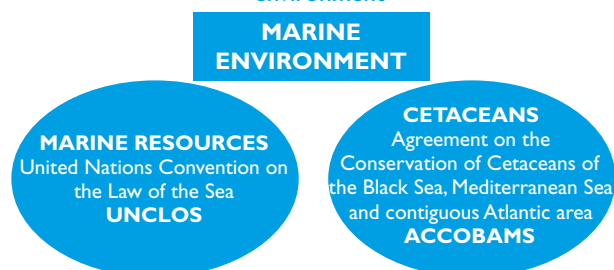 MARINE
ENVIRONMENT
MARINE RESOURCES
United Nations Convention on
the Law of the Sea
UNCLOS
CETACEANS
Agreement on the
Conservation of Cetaceans of
the Black Sea, Mediterranean Sea
and contiguous Atlantic area
ACCOBAMS